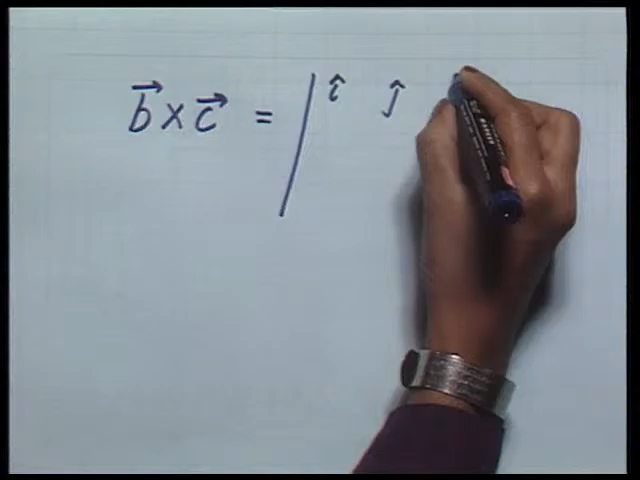 b⃗ × c⃗ = | î ĵ